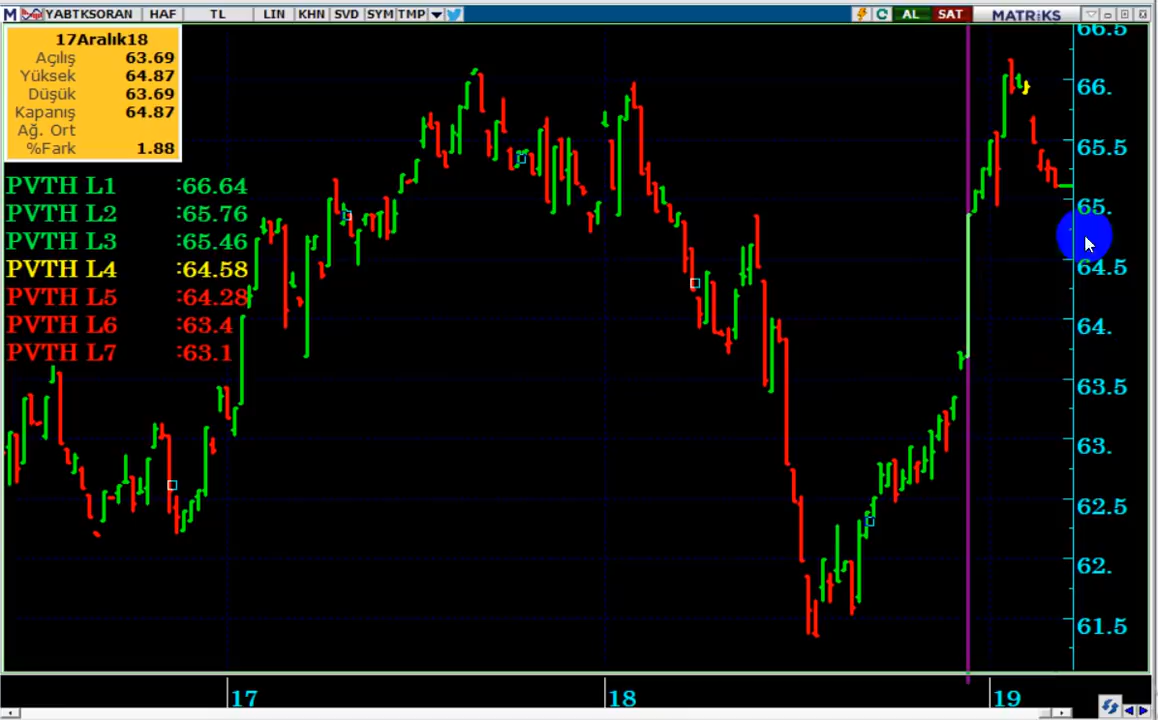 M YABTKSORAN HAF TL LIN KHN SVD SYM TMP AL SAT MATRİKS
17Aralık18
Açılış 63.69
Yüksek 64.87
Düşük 63.69
Kapanış 64.87
Ağ. Ort
%Fark 1.88
PVTH L1 :66.64
PVTH L2 :65.76
PVTH L3 :65.46
PVTH L4 :64.58
PVTH L5 :64.28
PVTH L6 :63.4
PVTH L7 :63.1
66.5
66.
65.5
65.
64.5
64.
63.5
63.
62.5
62.
61.5
17 18 19